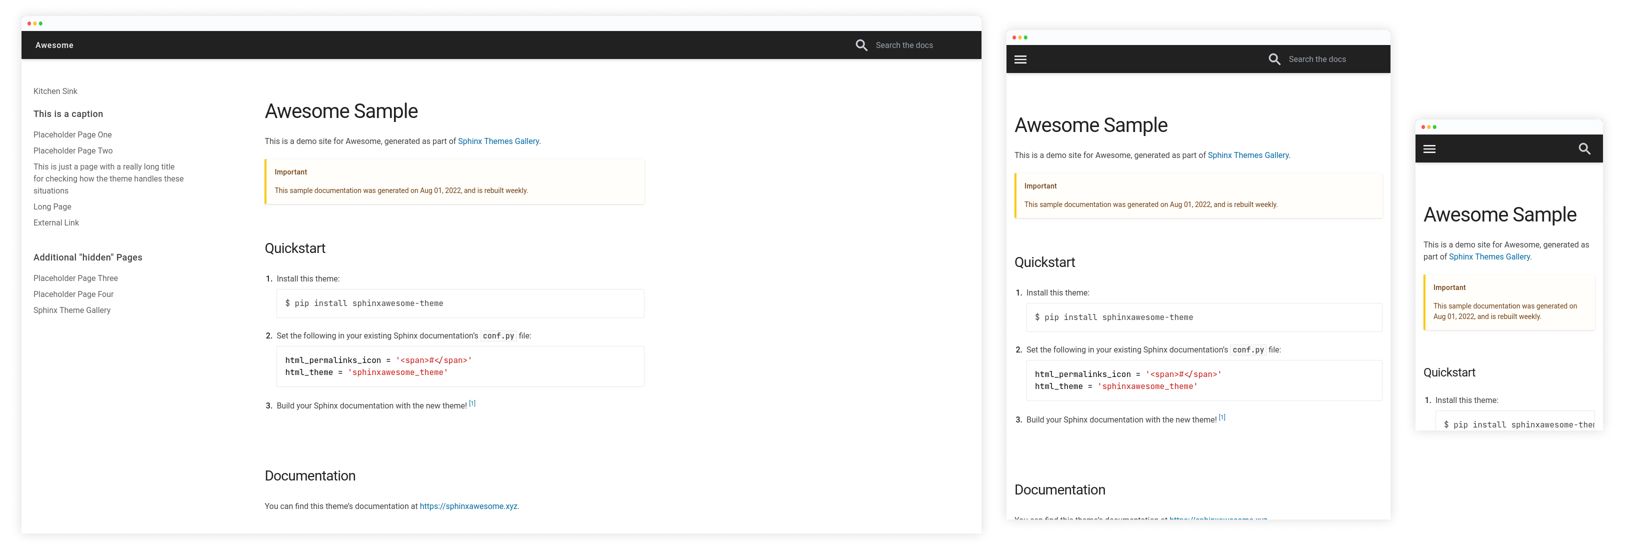 Awesome
Search the docs
Kitchen Sink
This is a caption
Placeholder Page One
Placeholder Page Two
This is just a page with a really long title
for checking how the theme handles these
situations
Long Page
External Link
Additional "hidden" Pages
Placeholder Page Three
Placeholder Page Four
Sphinx Theme Gallery
Awesome Sample
This is a demo site for Awesome, generated as part of Sphinx Themes Gallery.
Important
This sample documentation was generated on Aug 01, 2022, and is rebuilt weekly.
Quickstart
1. Install this theme:
$ pip install sphinxawesome-theme
2. Set the following in your existing Sphinx documentation's conf.py file:
html_permalinks_icon = '<span>#</span>'
html_theme = 'sphinxawesome_theme'
3. Build your Sphinx documentation with the new theme! [1]
Documentation
You can find this theme's documentation at https://sphinxawesome.xyz.
Search the docs
Awesome Sample
This is a demo site for Awesome, generated as part of Sphinx Themes Gallery.
Important
This sample documentation was generated on Aug 01, 2022, and is rebuilt weekly.
Quickstart
1. Install this theme:
$ pip install sphinxawesome-theme
2. Set the following in your existing Sphinx documentation's conf.py file:
html_permalinks_icon = '<span>#</span>'
html_theme = 'sphinxawesome_theme'
3. Build your Sphinx documentation with the new theme! [1]
Documentation
You can find this theme's documentation at https://sphinxawesome.xyz
Awesome Sample
This is a demo site for Awesome, generated as
part of Sphinx Themes Gallery.
Important
This sample documentation was generated on
Aug 01, 2022, and is rebuilt weekly.
Quickstart
1. Install this theme:
$ pip install sphinxawesome-them